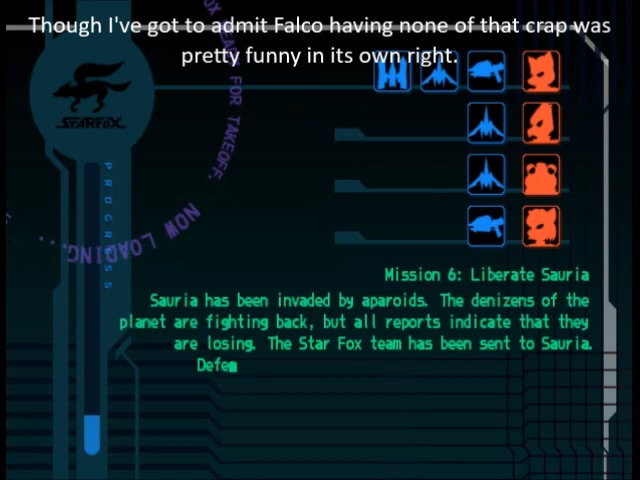 Though I've got to admit Falco having none of that crap was
pretty funny in its own right.
STARFOX
FOR TAKEOFF.
NOW LOADING...
PROGRESS
Mission 6: Liberate Sauria
Sauria has been invaded by aparoids. The denizens of the
planet are fighting back, but all reports indicate that they
are losing. The Star Fox team has been sent to Sauria.
Defe